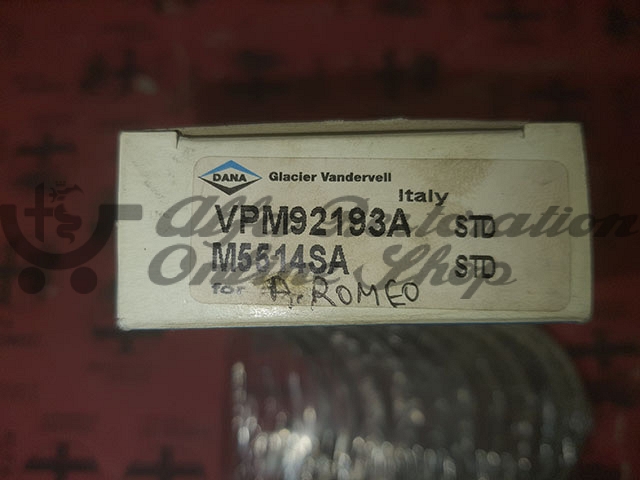 DANA Glacier Vandervell
Italy
VPM92193A STD
M5514SA STD
for A.ROMEO
Alfa Restoration
Online Shop